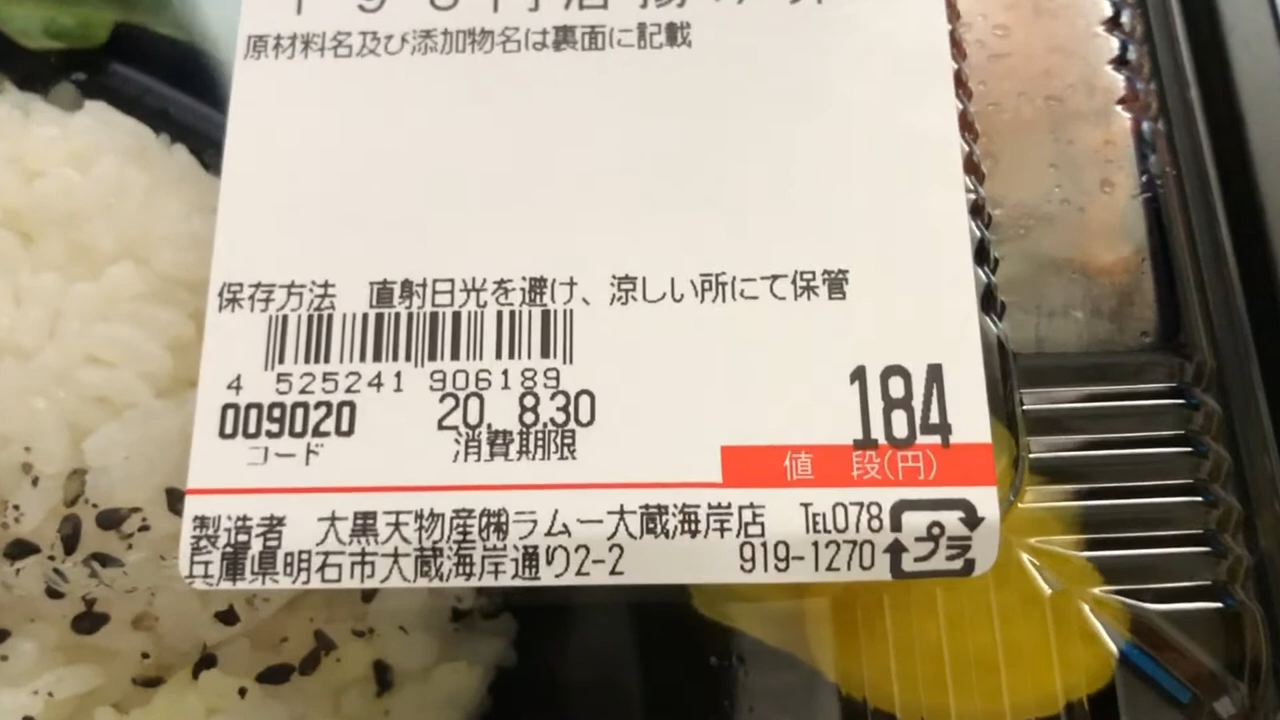 原材料名及び添加物名は裏面に記載
保存方法 直射日光を避け、涼しい所にて保管
4 525241 906189
009020 20. 8.30 184
コード 消費期限 値 段(円)
製造者 大黒天物産㈱ラムー大蔵海岸店 TEL078
兵庫県明石市大蔵海岸通り2-2 919-1270
プラ